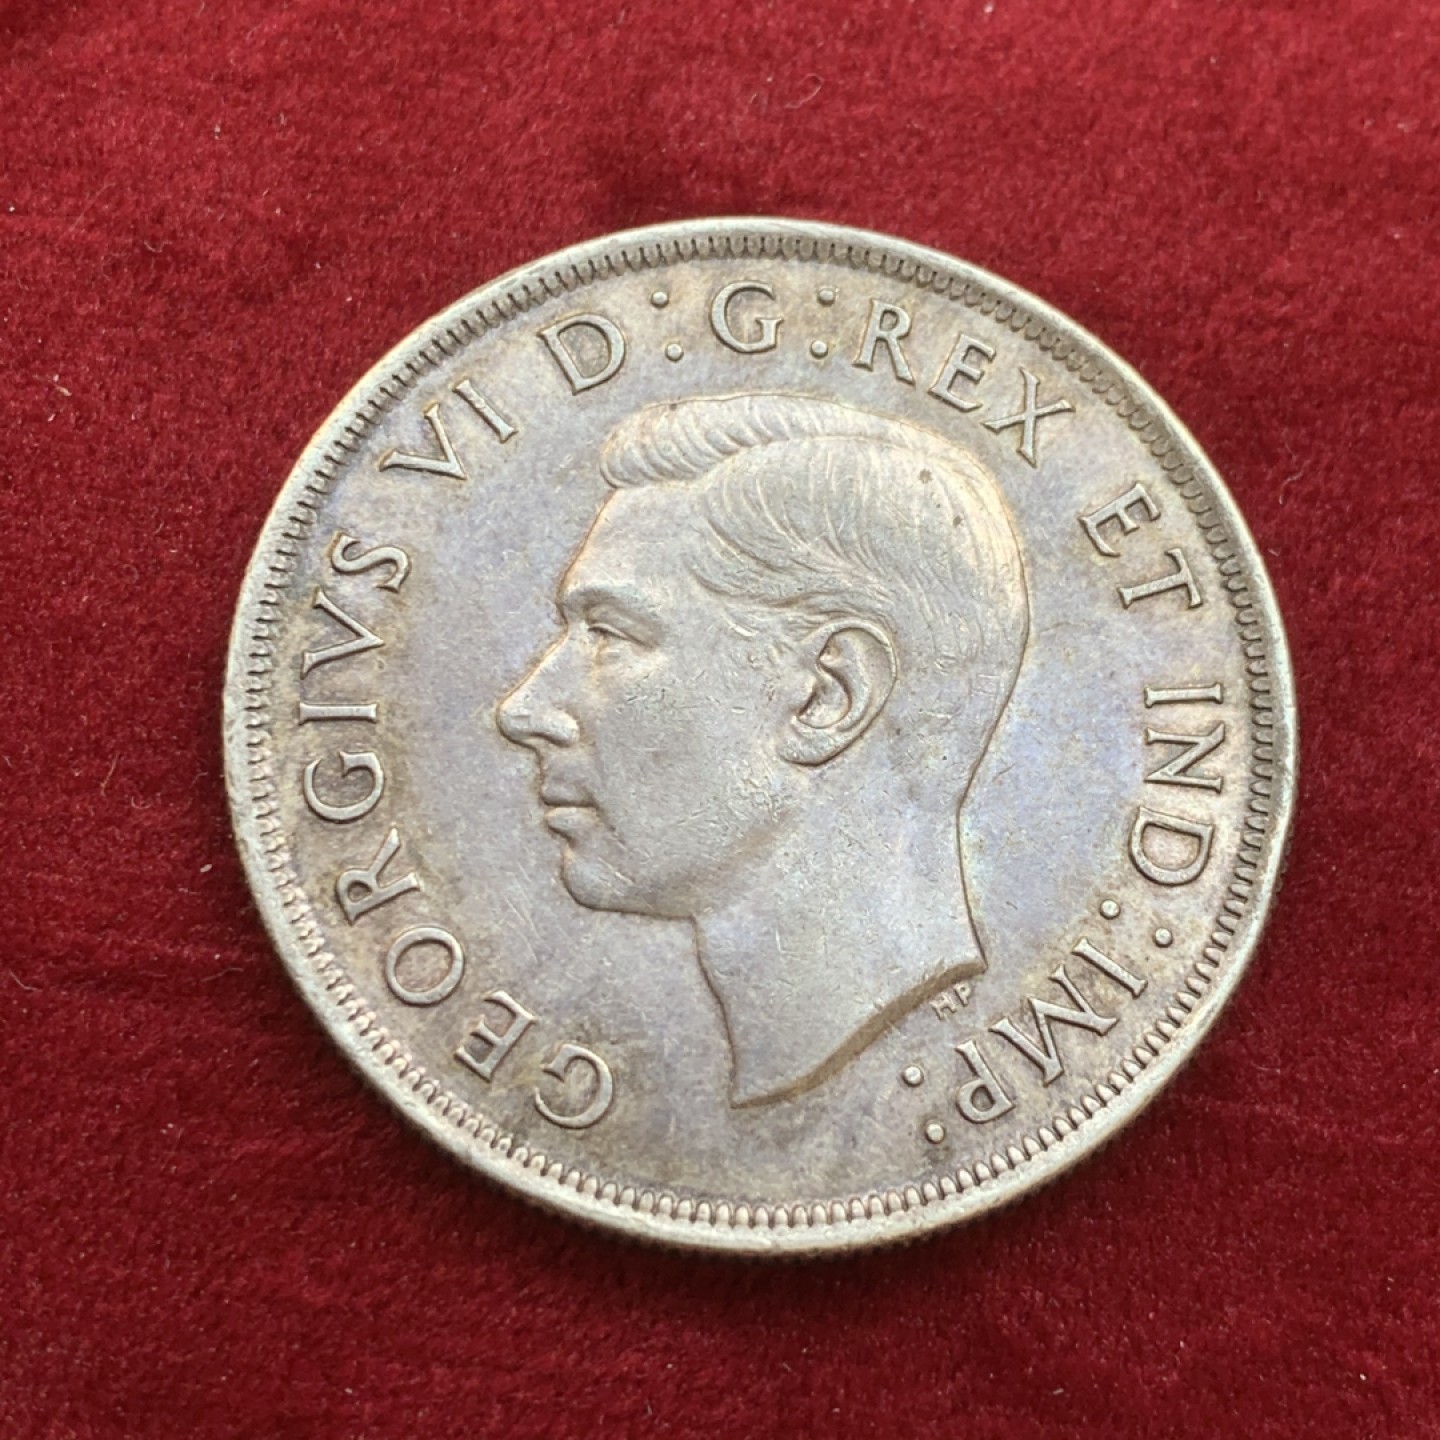 GEORGIVS VI D:G:REX ET IND:IMP:
HP